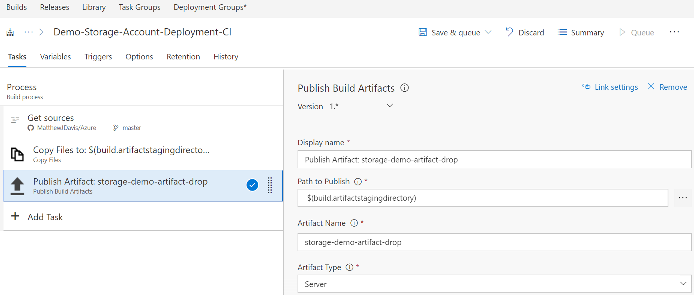 Builds Releases Library Task Groups Deployment Groups*
··· > Demo-Storage-Account-Deployment-CI Save & queue Discard Summary Queue ···
Tasks Variables Triggers Options Retention History
Process
Build process
Get sources
MatthewJDavis/Azure master
Copy Files to: $(build.artifactstagingdirecto...
Copy Files
Publish Artifact: storage-demo-artifact-drop
Publish Build Artifacts
+ Add Task
Publish Build Artifacts Link settings Remove
Version 1.*
Display name *
Publish Artifact: storage-demo-artifact-drop
Path to Publish *
$(build.artifactstagingdirectory) ···
Artifact Name *
storage-demo-artifact-drop
Artifact Type *
Server